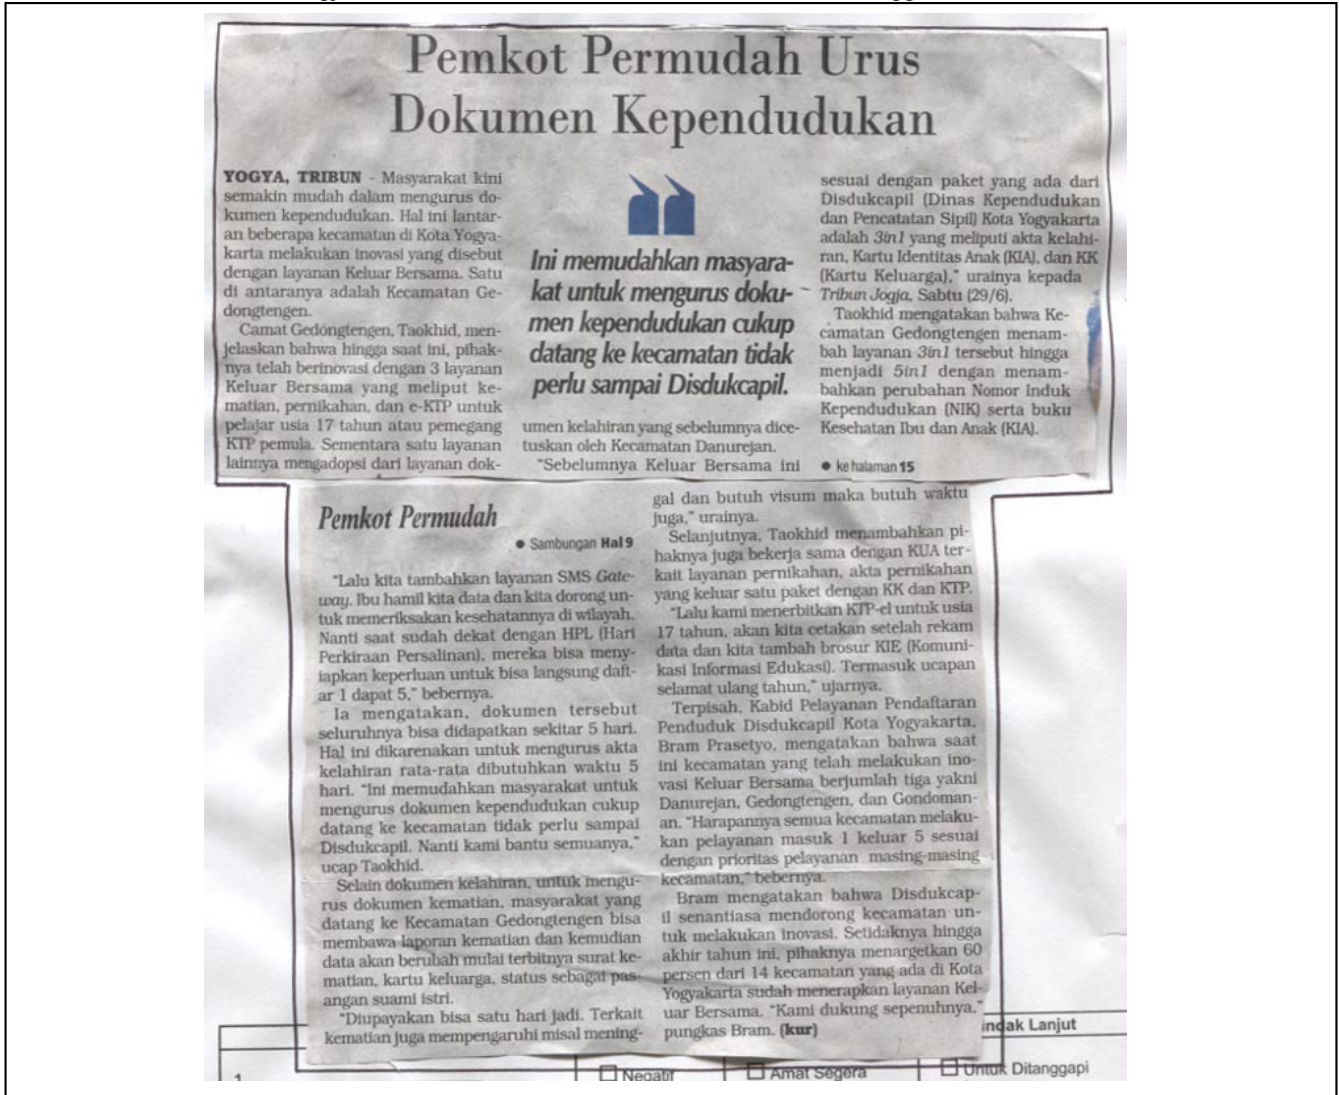 Pemkot Permudah Urus
Dokumen Kependudukan
YOGYA, TRIBUN - Masyarakat kini
semakin mudah dalam mengurus do-
kumen kependudukan. Hal ini lantar-
an beberapa kecamatan di Kota Yogya-
karta melakukan inovasi yang disebut
dengan layanan Keluar Bersama. Satu
di antaranya adalah Kecamatan Ge-
dongtengen.
Camat Gedongtengen, Taokhid, men-
jelaskan bahwa hingga saat ini, pihak-
nya telah berinovasi dengan 3 layanan
Keluar Bersama yang meliput ke-
matian, pernikahan, dan e-KTP untuk
pelajar usia 17 tahun atau pemegang
KTP pemula. Sementara satu layanan
lainnya mengadopsi dari layanan dok-
Ini memudahkan masyara-
kat untuk mengurus doku-
men kependudukan cukup
datang ke kecamatan tidak
perlu sampai Disdukcapil.
umen kelahiran yang sebelumnya dice-
tuskan oleh Kecamatan Danurejan.
"Sebelumnya Keluar Bersama ini
sesuai dengan paket yang ada dari
Disdukcapil (Dinas Kependudukan
dan Pencatatan Sipil) Kota Yogyakarta
adalah 3in1 yang meliputi akta kelahi-
ran, Kartu Identitas Anak (KIA), dan KK
(Kartu Keluarga)," urainya kepada
Tribun Jogja, Sabtu (29/6).
Taokhid mengatakan bahwa Ke-
camatan Gedongtengen menam-
bah layanan 3in1 tersebut hingga
menjadi 5in1 dengan menam-
bahkan perubahan Nomor Induk
Kependudukan (NIK) serta buku
Kesehatan Ibu dan Anak (KIA).
● ke halaman 15
Pemkot Permudah
● Sambungan Hal 9
"Lalu kita tambahkan layanan SMS Gate-
way. Ibu hamil kita data dan kita dorong un-
tuk memeriksakan kesehatannya di wilayah.
Nanti saat sudah dekat dengan HPL (Hari
Perkiraan Persalinan), mereka bisa meny-
iapkan keperluan untuk bisa langsung daft-
ar 1 dapat 5," bebernya.
Ia mengatakan, dokumen tersebut
seluruhnya bisa didapatkan sekitar 5 hari.
Hal ini dikarenakan untuk mengurus akta
kelahiran rata-rata dibutuhkan waktu 5
hari. "Ini memudahkan masyarakat untuk
mengurus dokumen kependudukan cukup
datang ke kecamatan tidak perlu sampai
Disdukcapil. Nanti kami bantu semuanya,"
ucap Taokhid.
Selain dokumen kelahiran, untuk mengu-
rus dokumen kematian, masyarakat yang
datang ke Kecamatan Gedongtengen bisa
membawa laporan kematian dan kemudian
data akan berubah mulai terbitnya surat ke-
matian, kartu keluarga, status sebagai pas-
angan suami istri.
"Diupayakan bisa satu hari jadi. Terkait
kematian juga mempengaruhi misal mening-
gal dan butuh visum maka butuh waktu
juga," urainya.
Selanjutnya, Taokhid menambahkan pi-
haknya juga bekerja sama dengan KUA ter-
kait layanan pernikahan, akta pernikahan
yang keluar satu paket dengan KK dan KTP.
"Lalu kami menerbitkan KTP-el untuk usia
17 tahun, akan kita cetakan setelah rekam
data dan kita tambah brosur KIE (Komuni-
kasi Informasi Edukasi). Termasuk ucapan
selamat ulang tahun," ujarnya.
Terpisah, Kabid Pelayanan Pendaftaran
Penduduk Disdukcapil Kota Yogyakarta,
Bram Prasetyo, mengatakan bahwa saat
ini kecamatan yang telah melakukan ino-
vasi Keluar Bersama berjumlah tiga yakni
Danurejan, Gedongtengen, dan Gondoman-
an. "Harapannya semua kecamatan melaku-
kan pelayanan masuk 1 keluar 5 sesuai
dengan prioritas pelayanan masing-masing
kecamatan," bebernya.
Bram mengatakan bahwa Disdukcap-
il senantiasa mendorong kecamatan un-
tuk melakukan inovasi. Setidaknya hingga
akhir tahun ini, pihaknya menargetkan 60
persen dari 14 kecamatan yang ada di Kota
Yogyakarta sudah menerapkan layanan Kel-
uar Bersama. "Kami dukung sepenuhnya,"
pungkas Bram. (kur)
indak Lanjut
1
Negatif
Amat Segera
Untuk Ditanggapi